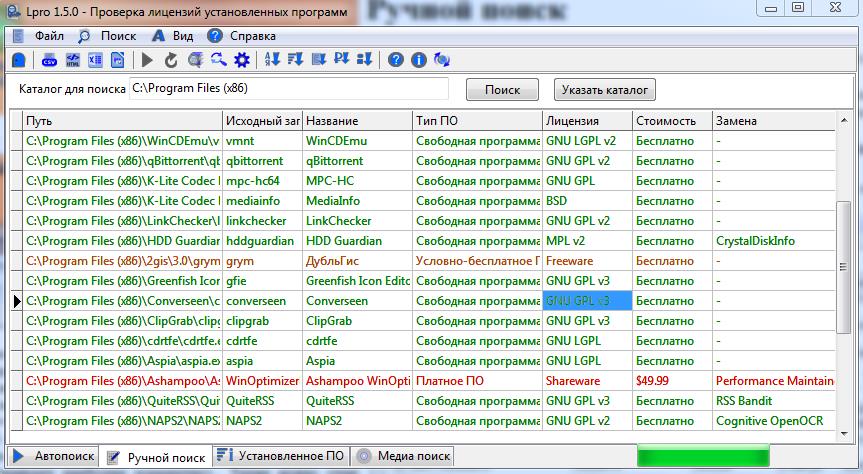 Lpro 1.5.0 - Проверка лицензий установленных программ
Ручной поиск
Файл Поиск Вид Справка
Каталог для поиска C:\Program Files (x86) Поиск Указать каталог
Путь Исходный заг Название Тип ПО Лицензия Стоимость Замена
C:\Program Files (x86)\WinCDEmu\v vmnt WinCDEmu Свободная программа GNU LGPL v2 Бесплатно -
C:\Program Files (x86)\qBittorrent\qb qbittorrent qBittorrent Свободная программа GNU GPL v2 Бесплатно -
C:\Program Files (x86)\K-Lite Codec mpc-hc64 MPC-HC Свободная программа GNU GPL Бесплатно -
C:\Program Files (x86)\K-Lite Codec mediainfo MediaInfo Свободная программа BSD Бесплатно -
C:\Program Files (x86)\LinkChecker\l linkchecker LinkChecker Свободная программа GNU GPL v2 Бесплатно -
C:\Program Files (x86)\HDD Guardian hddguardian HDD Guardian Свободная программа MPL v2 Бесплатно CrystalDiskInfo
C:\Program Files (x86)\2gis\3.0\grym grym ДубльГис Условно-бесплатное П Freeware Бесплатно -
C:\Program Files (x86)\Greenfish Icon gfie Greenfish Icon Edito Свободная программа GNU GPL v3 Бесплатно -
C:\Program Files (x86)\Converseen\c converseen Converseen Свободная программа GNU GPL v3 Бесплатно -
C:\Program Files (x86)\ClipGrab\clipg clipgrab ClipGrab Свободная программа GNU GPL v3 Бесплатно -
C:\Program Files (x86)\cdrtfe\cdrtfe.e cdrtfe cdrtfe Свободная программа GNU LGPL Бесплатно -
C:\Program Files (x86)\Aspia\aspia.ex aspia Aspia Свободная программа GNU LGPL Бесплатно -
C:\Program Files (x86)\Ashampoo\As WinOptimizer Ashampoo WinOpti Платное ПО Shareware $49.99 Performance Maintain
C:\Program Files (x86)\QuiteRSS\Qu QuiteRSS QuiteRSS Свободная программа GNU GPL v3 Бесплатно RSS Bandit
C:\Program Files (x86)\NAPS2\NAPS2 NAPS2 NAPS2 Свободная программа GNU GPL v2 Бесплатно Cognitive OpenOCR
Автопоиск Ручной поиск Установленное ПО Медиа поиск